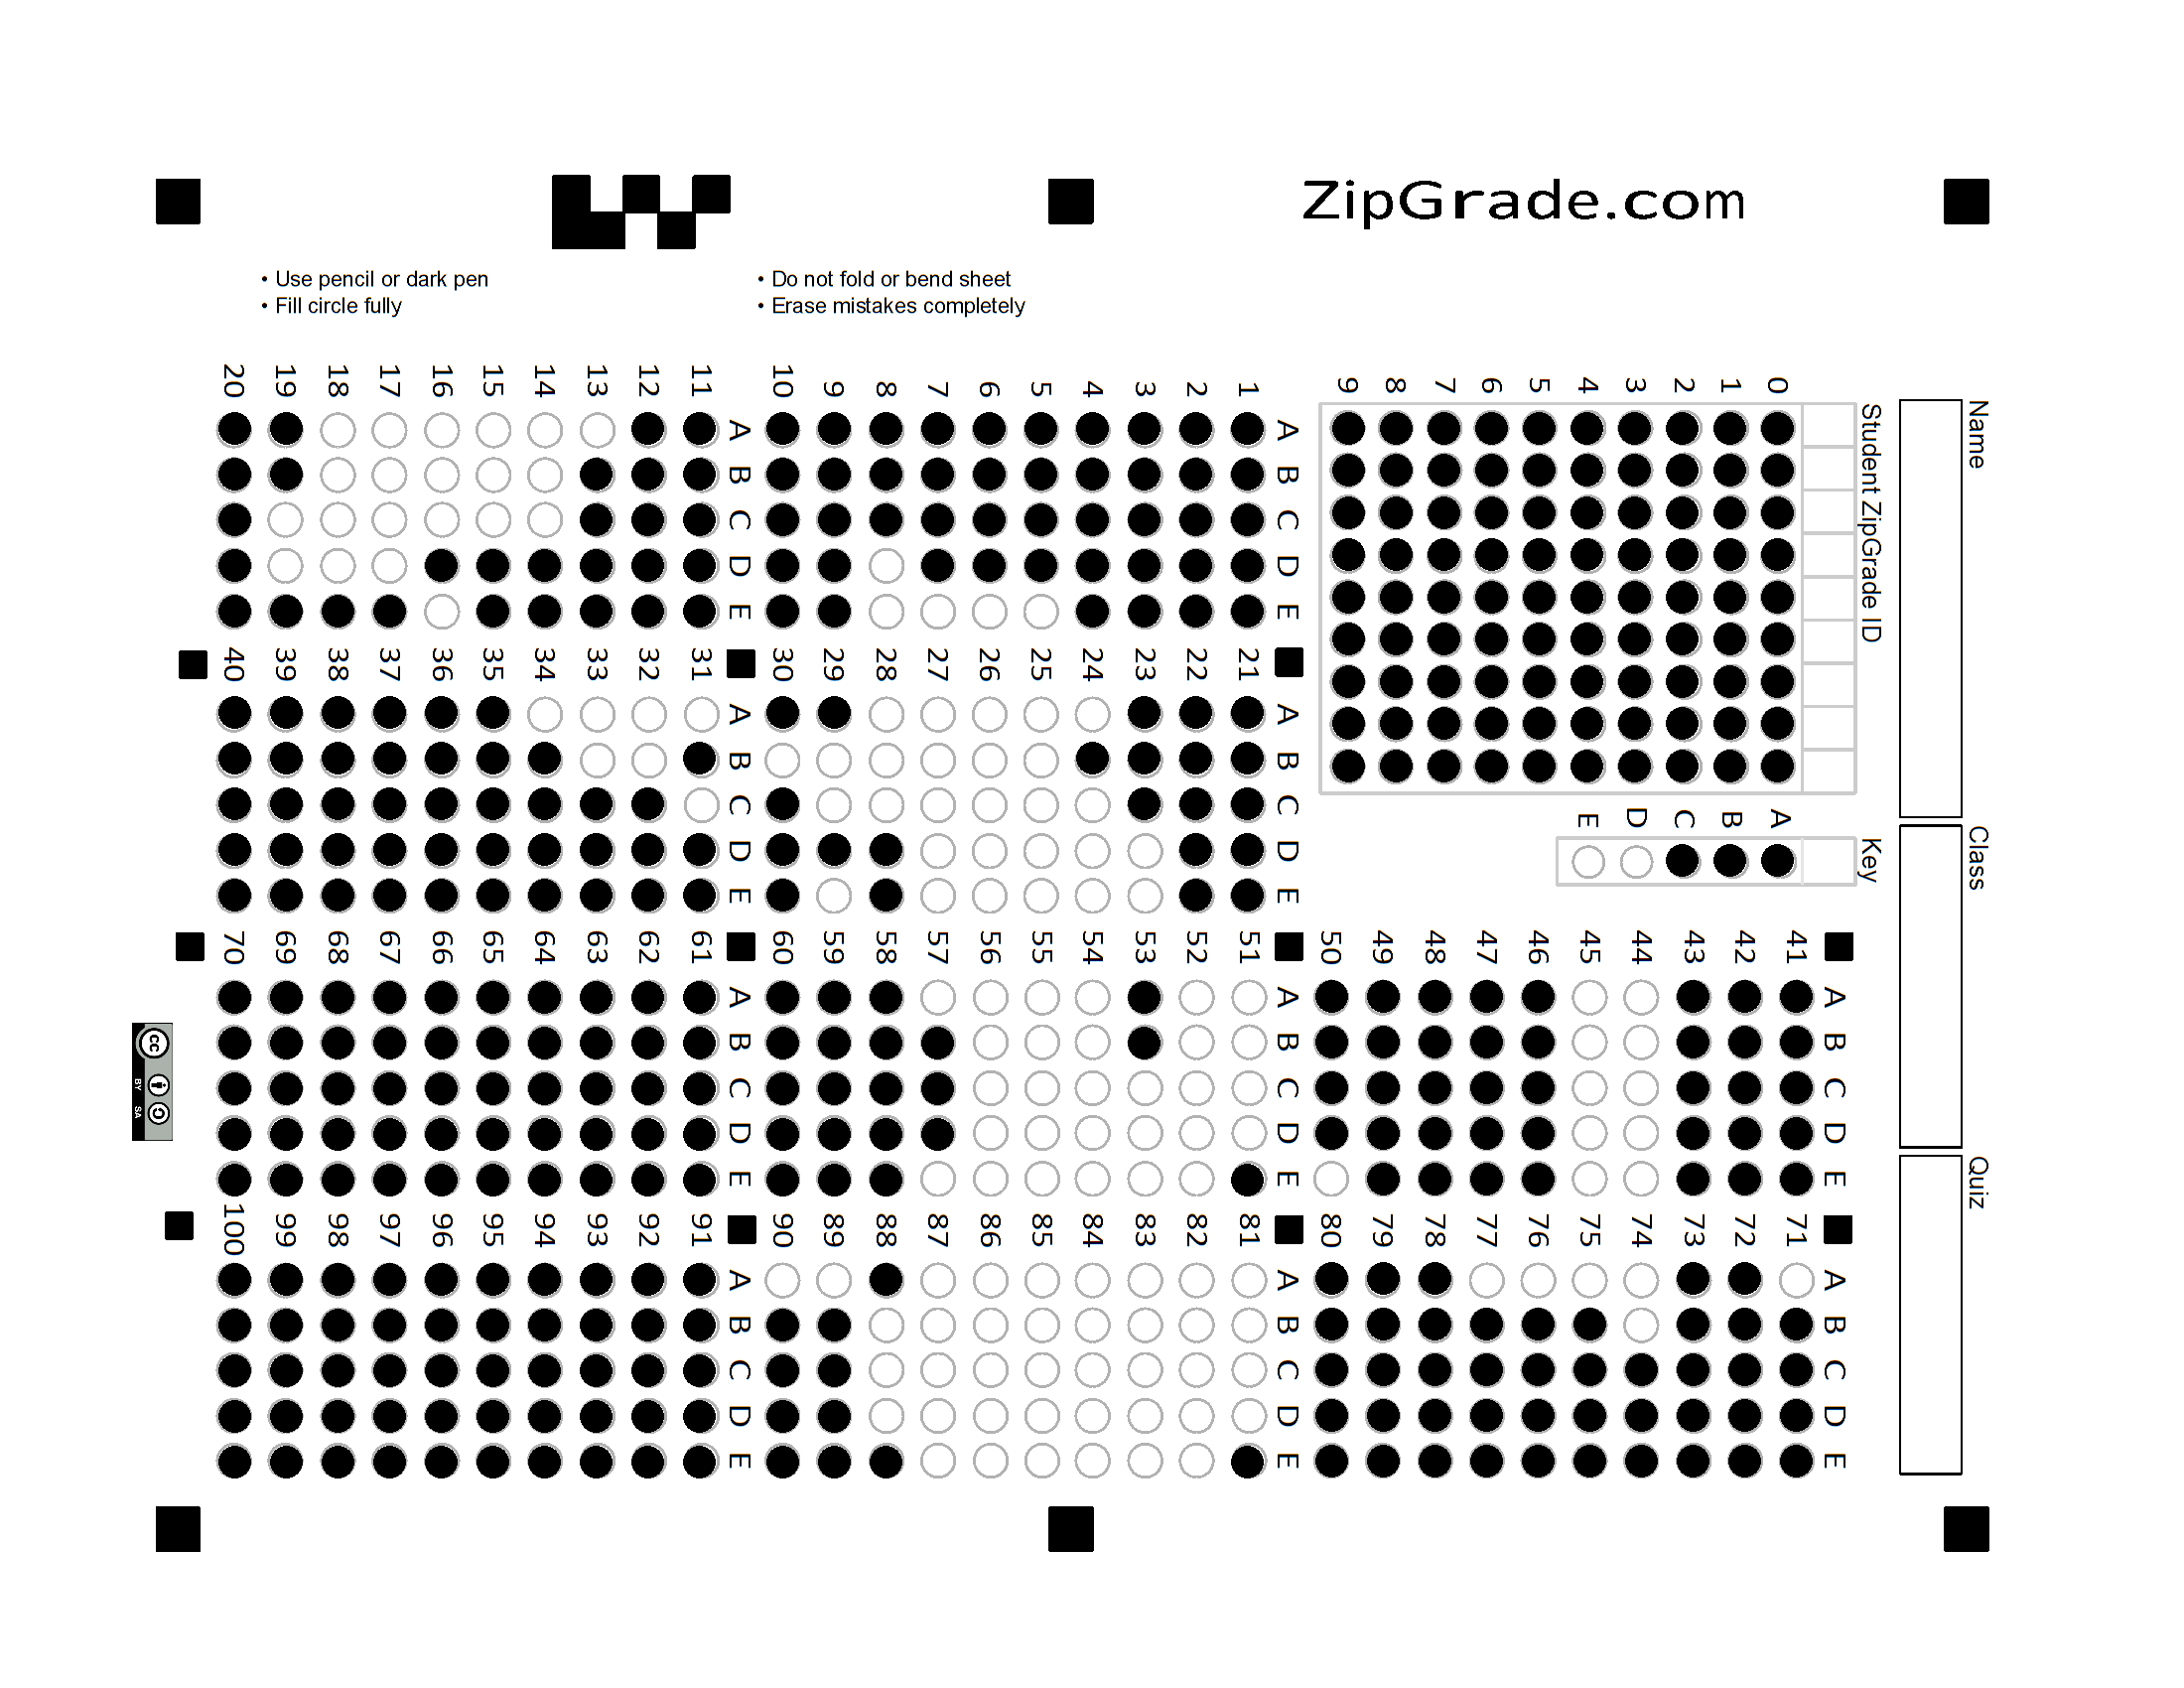 ZipGrade.com
• Use pencil or dark pen
• Fill circle fully
• Do not fold or bend sheet
• Erase mistakes completely
Name
Class
Quiz
Student ZipGrade ID
0 1 2 3 4 5 6 7 8 9
Key
A B C D E
A B C D E
1 2 3 4 5 6 7 8 9 10
A B C D E
11 12 13 14 15 16 17 18 19 20
A B C D E
21 22 23 24 25 26 27 28 29 30
A B C D E
31 32 33 34 35 36 37 38 39 40
A B C D E
41 42 43 44 45 46 47 48 49 50
A B C D E
51 52 53 54 55 56 57 58 59 60
A B C D E
61 62 63 64 65 66 67 68 69 70
A B C D E
71 72 73 74 75 76 77 78 79 80
A B C D E
81 82 83 84 85 86 87 88 89 90
A B C D E
91 92 93 94 95 96 97 98 99 100
cc
BY SA